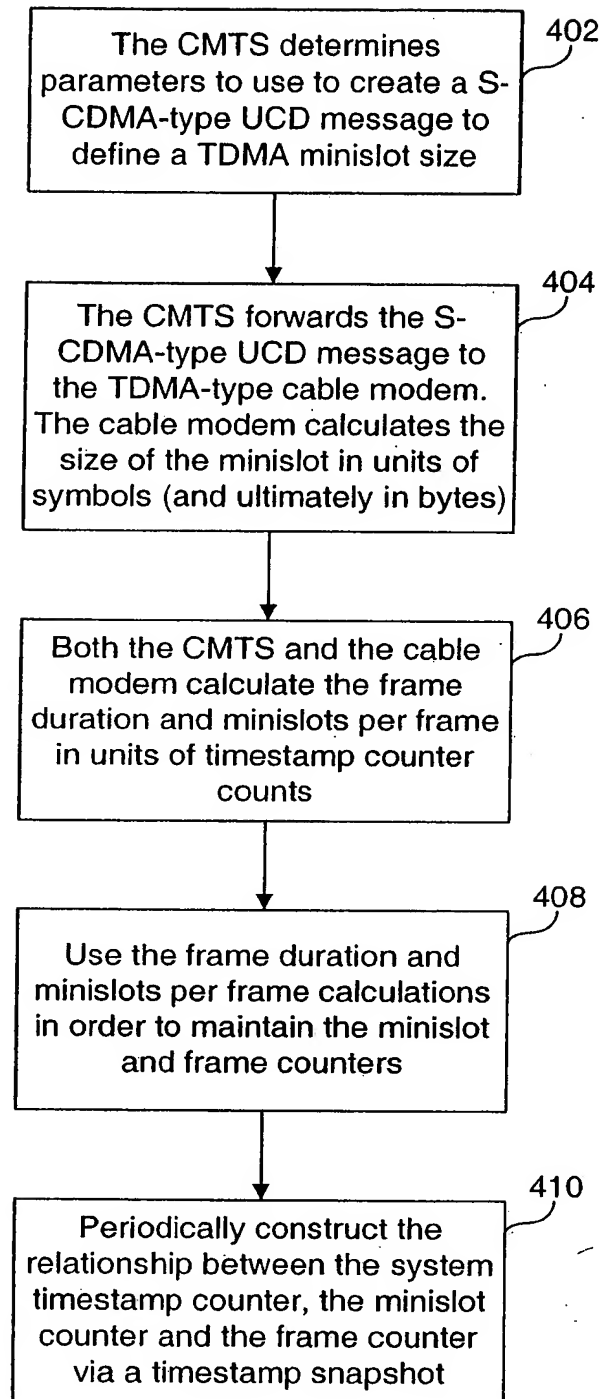 The CMTS determines
parameters to use to create a S-
CDMA-type UCD message to
define a TDMA minislot size
402
The CMTS forwards the S-
CDMA-type UCD message to
the TDMA-type cable modem.
The cable modem calculates the
size of the minislot in units of
symbols (and ultimately in bytes)
404
Both the CMTS and the cable
modem calculate the frame
duration and minislots per frame
in units of timestamp counter
counts
406
Use the frame duration and
minislots per frame calculations
in order to maintain the minislot
and frame counters
408
Periodically construct the
relationship between the system
timestamp counter, the minislot
counter and the frame counter
via a timestamp snapshot
410